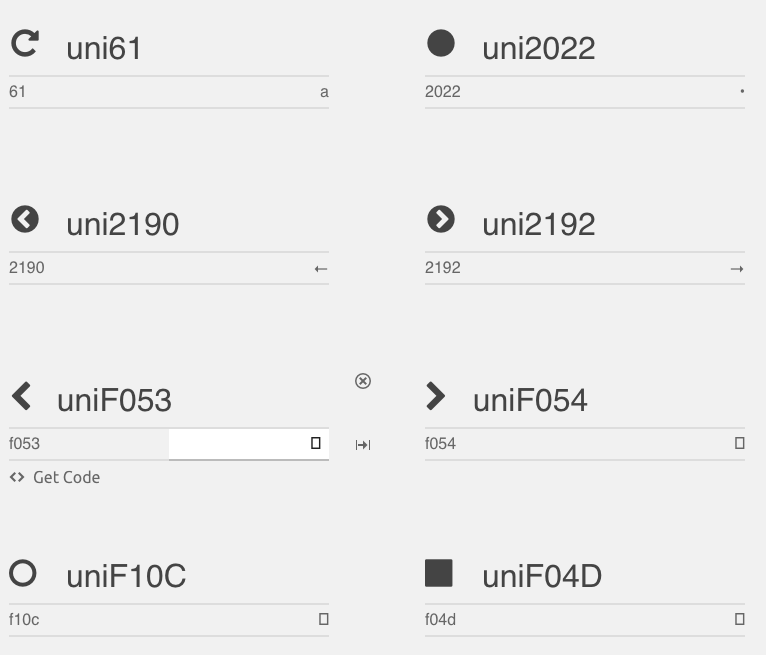 uni61
uni2022
61 a
2022 •
uni2190
uni2192
2190 ←
2192 →
uniF053
uniF054
f053
f054
Get Code
uniF10C
uniF04D
f10c
f04d